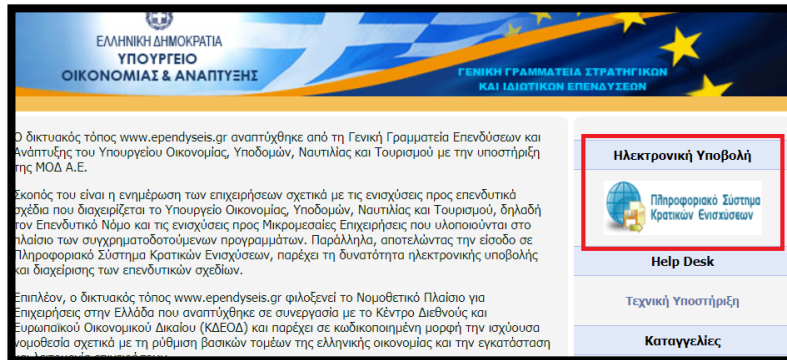 ΕΛΛΗΝΙΚΗ ΔΗΜΟΚΡΑΤΙΑ
ΥΠΟΥΡΓΕΙΟ
ΟΙΚΟΝΟΜΙΑΣ & ΑΝΑΠΤΥΞΗΣ
ΓΕΝΙΚΗ ΓΡΑΜΜΑΤΕΙΑ ΣΤΡΑΤΗΓΙΚΩΝ
ΚΑΙ ΙΔΙΩΤΙΚΩΝ ΕΠΕΝΔΥΣΕΩΝ
Ο δικτυακός τόπος www.ependyseis.gr αναπτύχθηκε από τη Γενική Γραμματεία Επενδύσεων και
Ανάπτυξης του Υπουργείου Οικονομίας, Υποδομών, Ναυτιλίας και Τουρισμού με την υποστήριξη
της ΜΟΔ Α.Ε.
Σκοπός του είναι η ενημέρωση των επιχειρήσεων σχετικά με τις ενισχύσεις προς επενδυτικά
σχέδια που διαχειρίζεται το Υπουργείο Οικονομίας, Υποδομών, Ναυτιλίας και Τουρισμού, δηλαδή
τον Επενδυτικό Νόμο και τις ενισχύσεις προς Μικρομεσαίες Επιχειρήσεις που υλοποιούνται στο
πλαίσιο των συγχρηματοδοτούμενων προγραμμάτων. Παράλληλα, αποτελώντας την είσοδο σε
Πληροφοριακό Σύστημα Κρατικών Ενισχύσεων, παρέχει τη δυνατότητα ηλεκτρονικής υποβολής
και διαχείρισης των επενδυτικών σχεδίων.
Επιπλέον, ο δικτυακός τόπος www.ependyseis.gr φιλοξενεί το Νομοθετικό Πλαίσιο για
Επιχειρήσεις στην Ελλάδα που αναπτύχθηκε σε συνεργασία με το Κέντρο Διεθνούς και
Ευρωπαϊκού Οικονομικού Δικαίου (ΚΔΕΟΔ) και παρέχει σε κωδικοποιημένη μορφή την ισχύουσα
νομοθεσία σχετικά με τη ρύθμιση βασικών τομέων της ελληνικής οικονομίας και την εγκατάσταση
Ηλεκτρονική Υποβολή
Πληροφοριακό Σύστημα
Κρατικών Ενισχύσεων
Help Desk
Τεχνική Υποστήριξη
Καταγγελίες